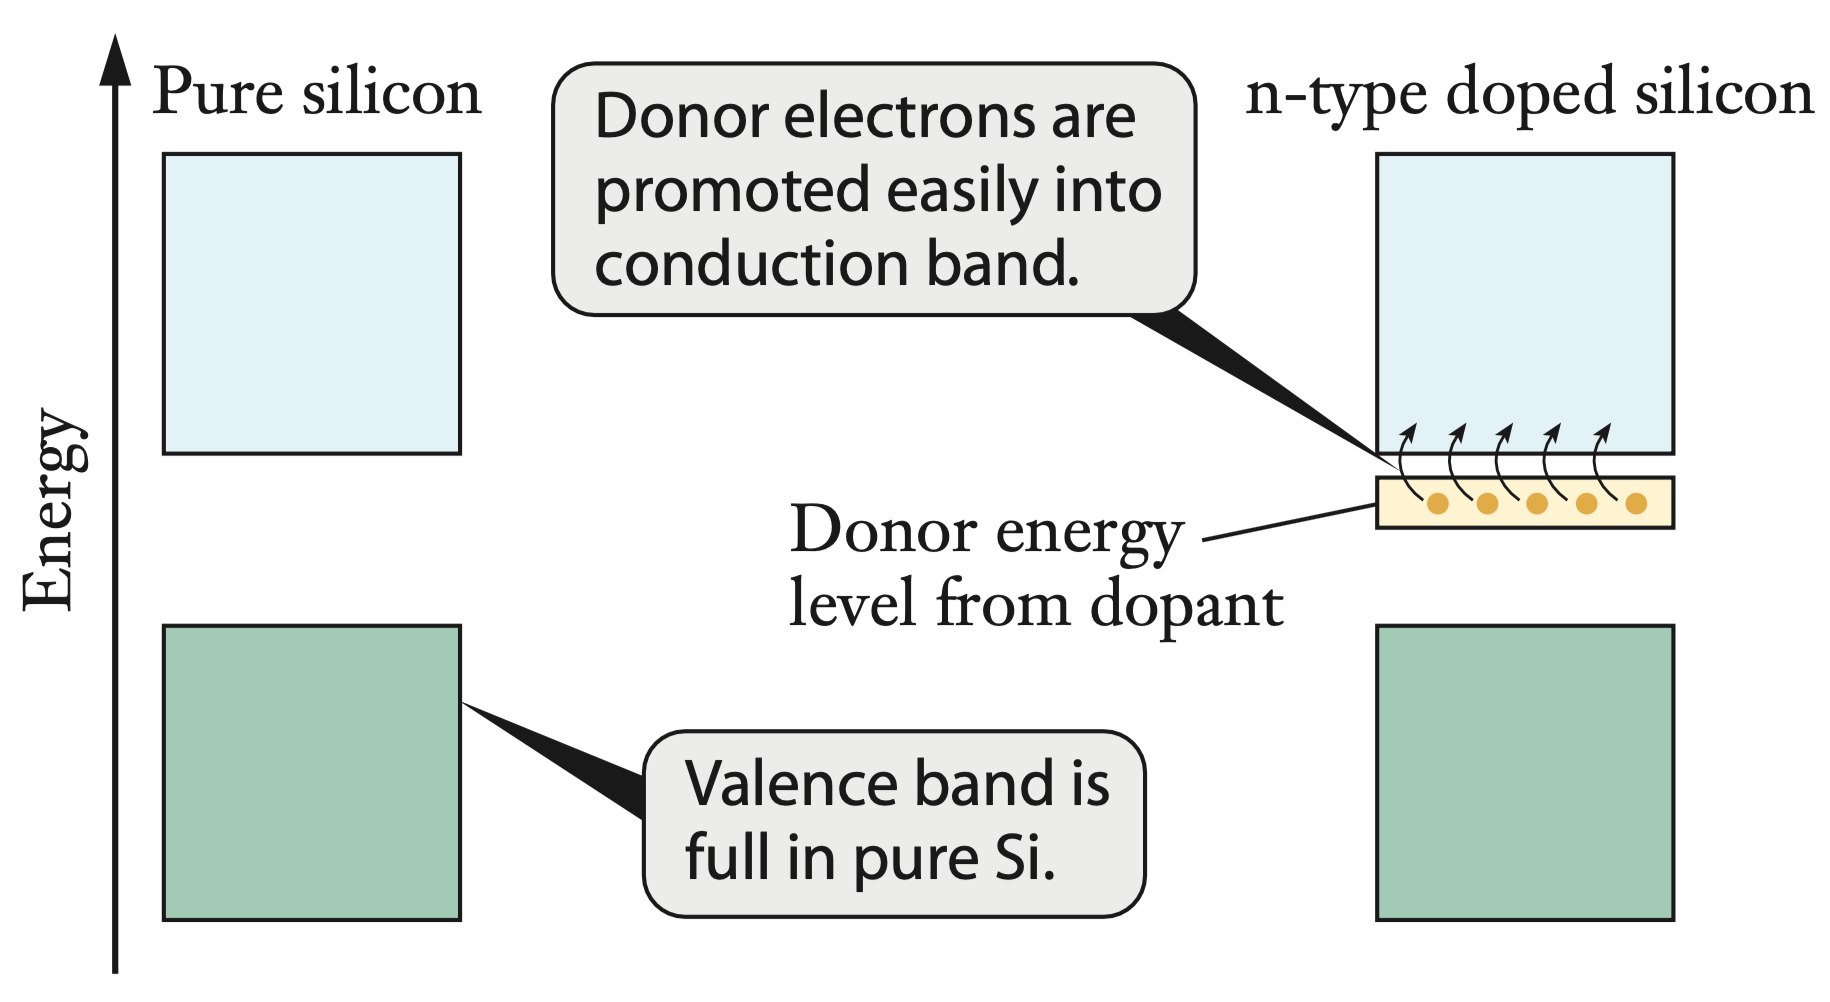 Pure silicon
Donor electrons are
promoted easily into
conduction band.
n-type doped silicon
Energy
Donor energy
level from dopant
Valence band is
full in pure Si.